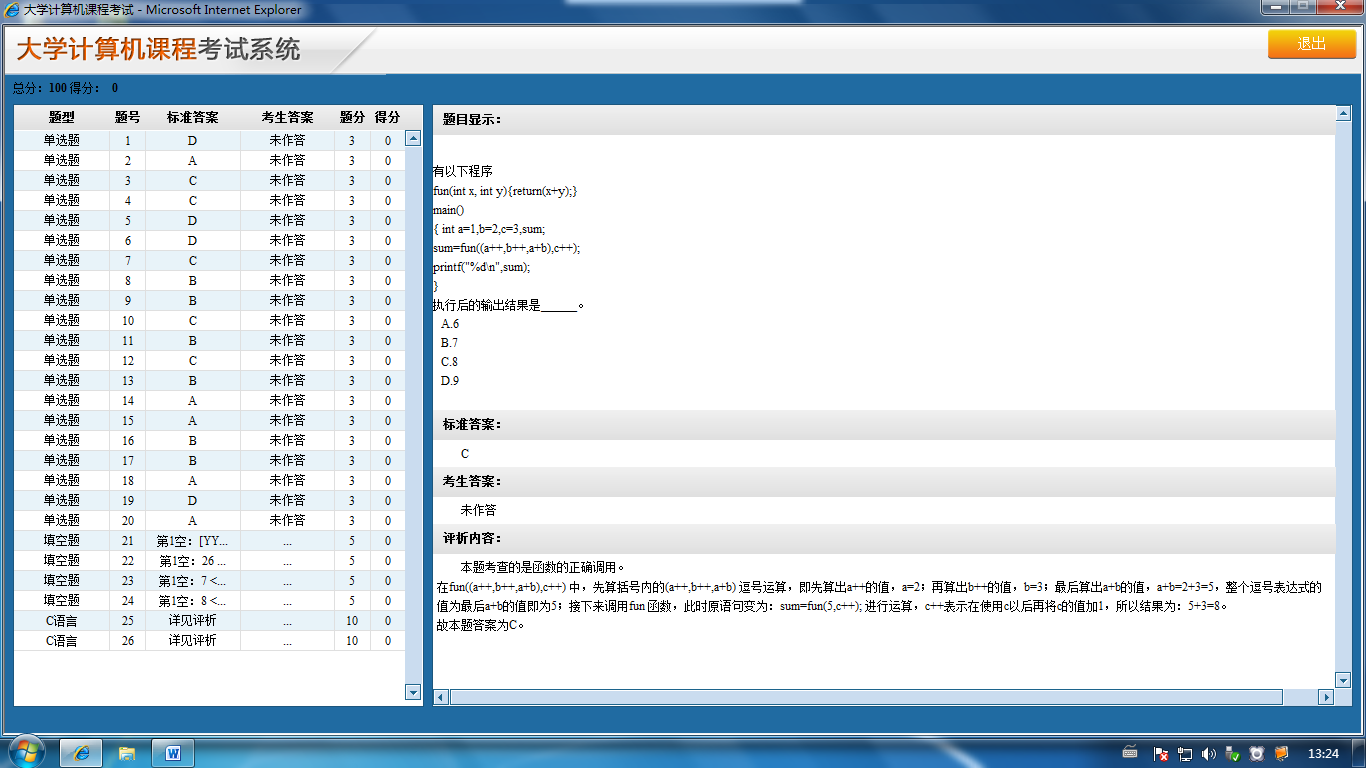 大学计算机课程考试 - Microsoft Internet Explorer
大学计算机课程考试系统
退出
总分：100 得分： 0
题型 题号 标准答案 考生答案 题分 得分
单选题 1 D 未作答 3 0
单选题 2 A 未作答 3 0
单选题 3 C 未作答 3 0
单选题 4 C 未作答 3 0
单选题 5 D 未作答 3 0
单选题 6 D 未作答 3 0
单选题 7 C 未作答 3 0
单选题 8 B 未作答 3 0
单选题 9 B 未作答 3 0
单选题 10 C 未作答 3 0
单选题 11 B 未作答 3 0
单选题 12 C 未作答 3 0
单选题 13 B 未作答 3 0
单选题 14 A 未作答 3 0
单选题 15 A 未作答 3 0
单选题 16 B 未作答 3 0
单选题 17 B 未作答 3 0
单选题 18 A 未作答 3 0
单选题 19 D 未作答 3 0
单选题 20 A 未作答 3 0
填空题 21 第1空：[YY... ... 5 0
填空题 22 第1空：26 ... ... 5 0
填空题 23 第1空：7 <... ... 5 0
填空题 24 第1空：8 <... ... 5 0
C语言 25 详见评析 ... 10 0
C语言 26 详见评析 ... 10 0
题目显示：
有以下程序
fun(int x, int y){return(x+y);}
main()
{ int a=1,b=2,c=3,sum;
sum=fun((a++,b++,a+b),c++);
printf("%d\n",sum);
}
执行后的输出结果是______。
A.6
B.7
C.8
D.9
标准答案：
C
考生答案：
未作答
评析内容：
本题考查的是函数的正确调用。
在fun((a++,b++,a+b),c++) 中，先算括号内的(a++,b++,a+b) 逗号运算，即先算出a++的值，a=2；再算出b++的值，b=3；最后算出a+b的值，a+b=2+3=5，整个逗号表达式的
值为最后a+b的值即为5；接下来调用fun 函数，此时原语句变为：sum=fun(5,c++); 进行运算，c++表示在使用c以后再将c的值加1，所以结果为：5+3=8。
故本题答案为C。
13:24